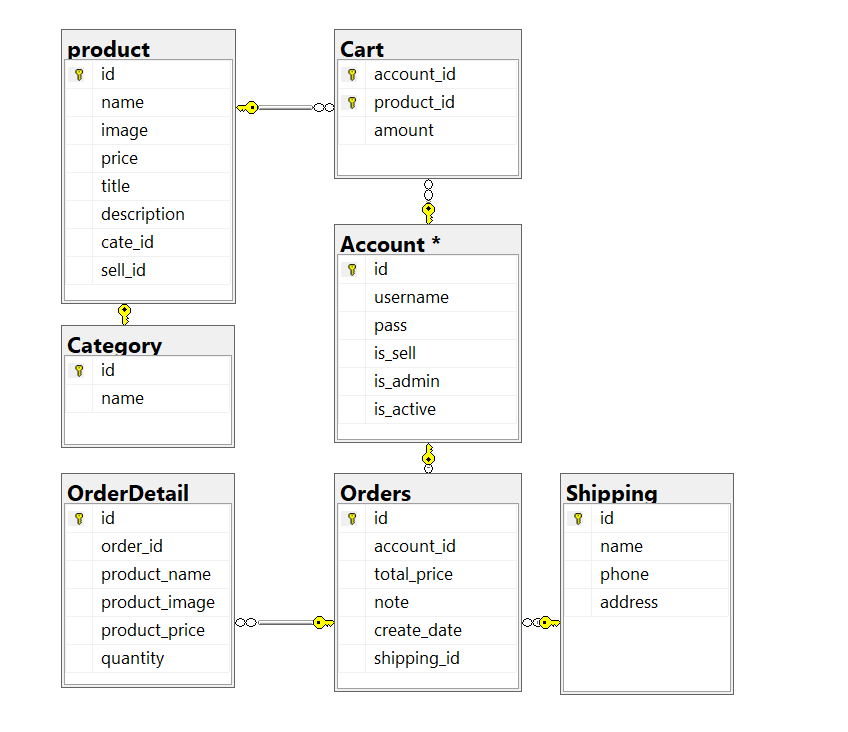 product
id
name
image
price
title
description
cate_id
sell_id
Cart
account_id
product_id
amount
Account *
id
username
pass
is_sell
is_admin
is_active
Category
id
name
OrderDetail
id
order_id
product_name
product_image
product_price
quantity
Orders
id
account_id
total_price
note
create_date
shipping_id
Shipping
id
name
phone
address